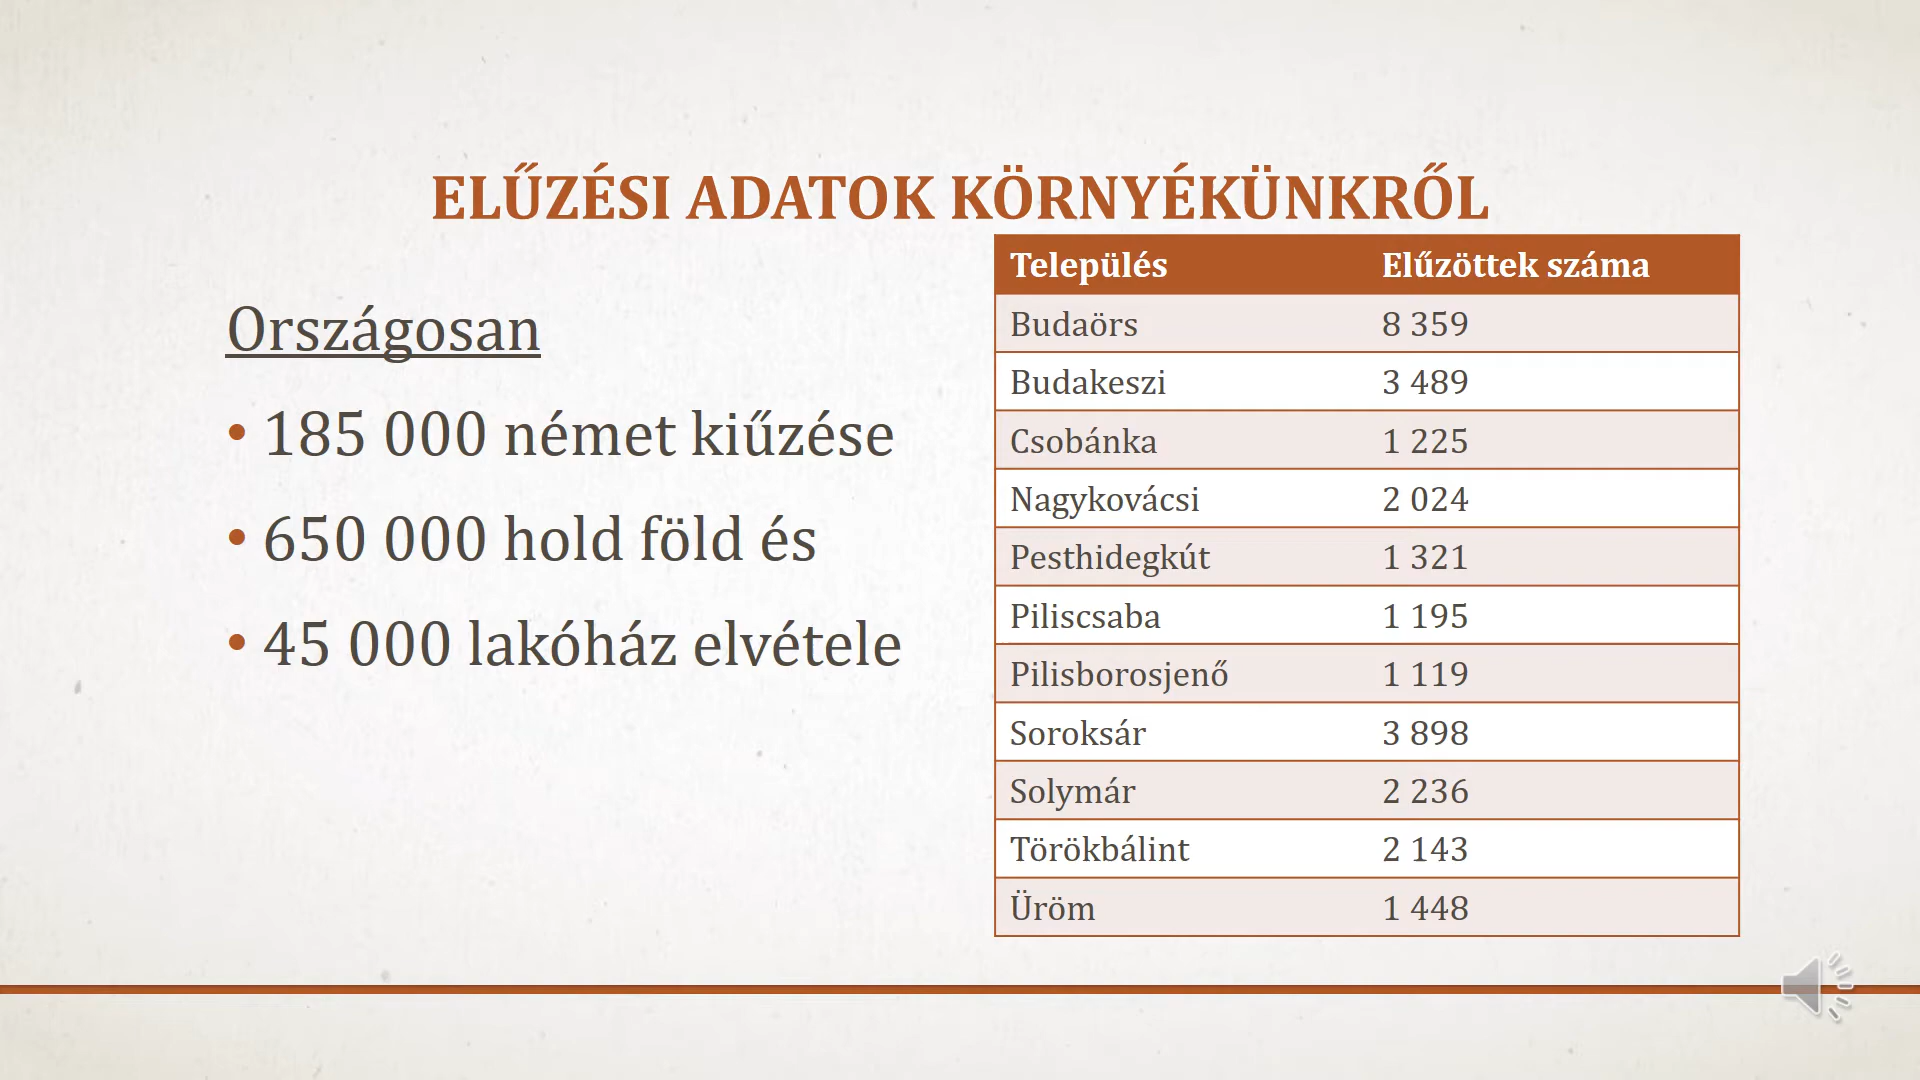 ELŰZÉSI ADATOK KÖRNYÉKÜNKRŐL
Országosan
• 185 000 német kiűzése
• 650 000 hold föld és
• 45 000 lakóház elvétele
Település Elűzöttek száma
Budaörs 8 359
Budakeszi 3 489
Csobánka 1 225
Nagykovácsi 2 024
Pesthidegkút 1 321
Piliscsaba 1 195
Pilisborosjenő 1 119
Soroksár 3 898
Solymár 2 236
Törökbálint 2 143
Üröm 1 448